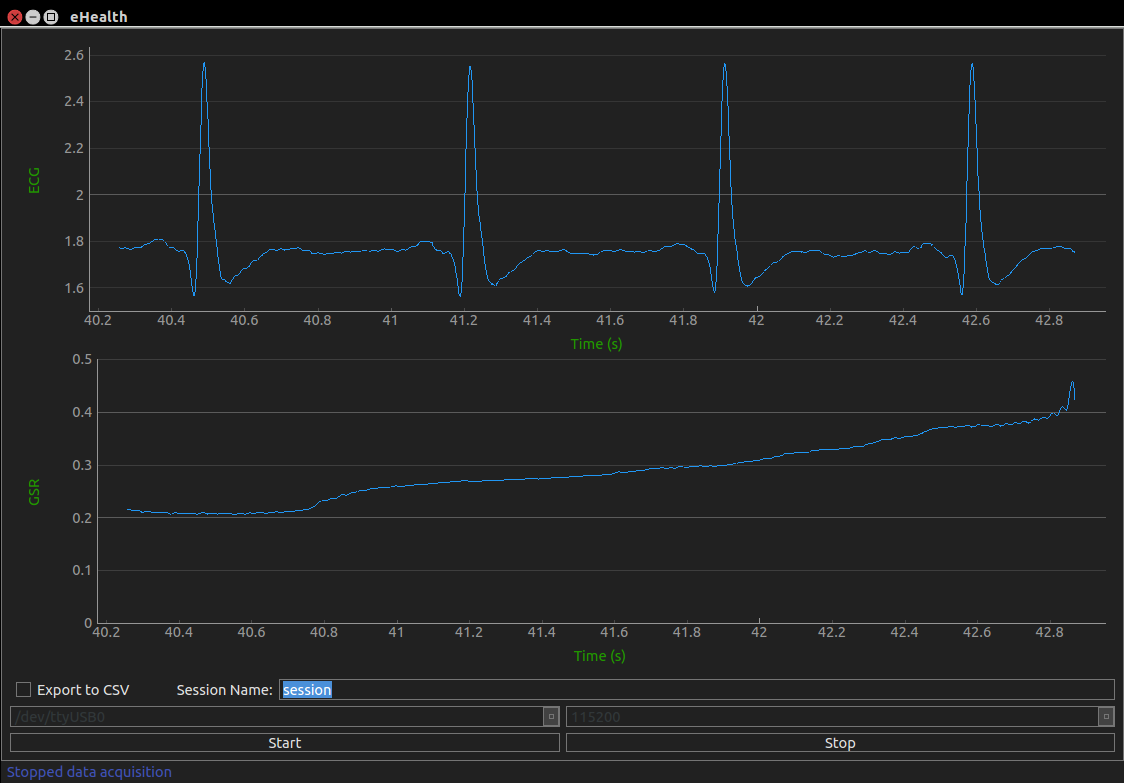 eHealth
2.6
2.4
2.2
2
1.8
1.6
ECG
40.2 40.4 40.6 40.8 41 41.2 41.4 41.6 41.8 42 42.2 42.4 42.6 42.8
Time (s)
0.5
0.4
0.3
0.2
0.1
0
GSR
40.2 40.4 40.6 40.8 41 41.2 41.4 41.6 41.8 42 42.2 42.4 42.6 42.8
Time (s)
Export to CSV Session Name: session
/dev/ttyUSB0 115200
Start Stop
Stopped data acquisition